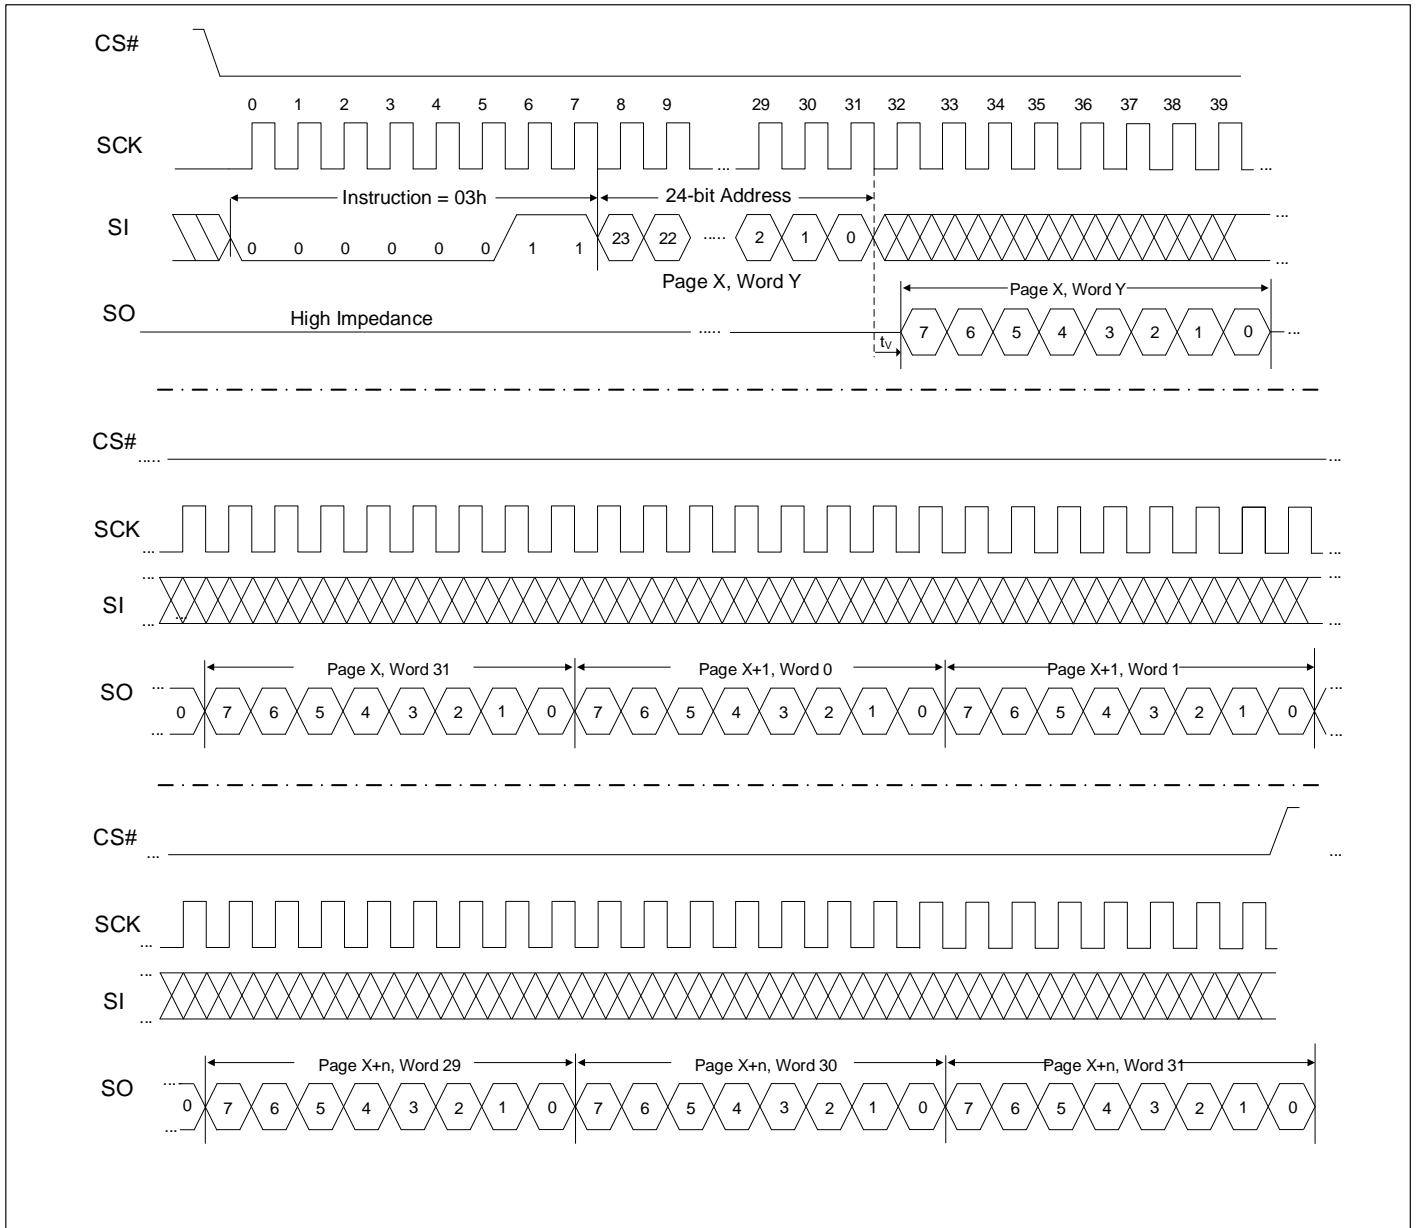 CS#
0 1 2 3 4 5 6 7 8 9 29 30 31 32 33 34 35 36 37 38 39
SCK
... ...
Instruction = 03h 24-bit Address
SI
0 0 0 0 0 0 1 1 23 22 ..... 2 1 0 ... ...
Page X, Word Y
Page X, Word Y
SO
High Impedance ..... 7 6 5 4 3 2 1 0 ...
tV
CS#
..... ...
SCK
... ...
... ...
SI
... ... ...
Page X, Word 31 Page X+1, Word 0 Page X+1, Word 1
SO ... ...
0 7 6 5 4 3 2 1 0 7 6 5 4 3 2 1 0 7 6 5 4 3 2 1 0
... ...
CS#
... ...
SCK
... ...
... ...
SI
... ...
Page X+n, Word 29 Page X+n, Word 30 Page X+n, Word 31
SO ...
0 7 6 5 4 3 2 1 0 7 6 5 4 3 2 1 0 7 6 5 4 3 2 1 0
...